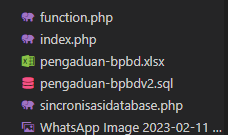 function.php
index.php
pengaduan-bpbd.xlsx
pengaduan-bpbdv2.sql
sincronisasidatabase.php
WhatsApp Image 2023-02-11 ...